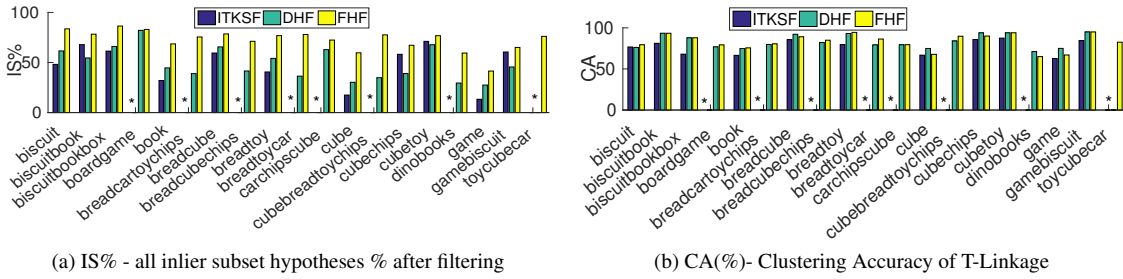 ITKSF DHF FHF
100
50
0
IS%
*
*
*
*
*
*
*
*
biscuit
biscuitbook
biscuitbookbox
boardgame
book
breadcartoychips
breadcube
breadcubechips
breadtoy
breadtoycar
carchipscube
cube
cubebreadtoychips
cubechips
cubetoy
dinobooks
game
gamebiscuit
toycubecar
(a) IS% - all inlier subset hypotheses % after filtering
ITKSF DHF FHF
100
50
0
CA
*
*
*
*
*
*
*
*
biscuit
biscuitbook
biscuitbookbox
boardgame
book
breadcartoychips
breadcube
breadcubechips
breadtoy
breadtoycar
carchipscube
cube
cubebreadtoychips
cubechips
cubetoy
dinobooks
game
gamebiscuit
toycubecar
(b) CA(%)- Clustering Accuracy of T-Linkage